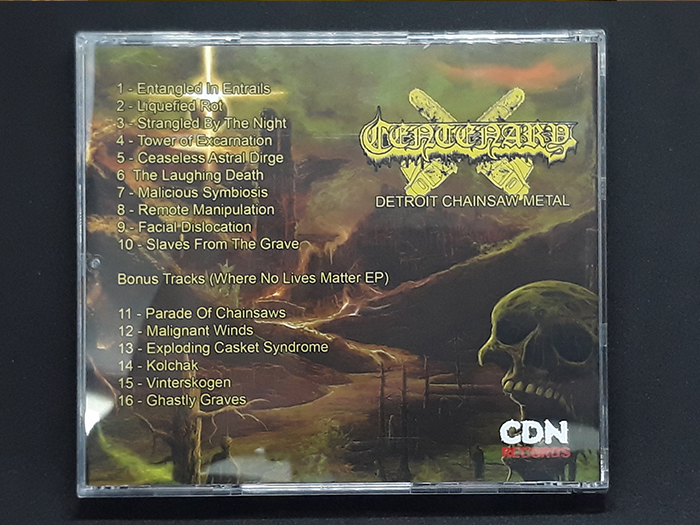 1 - Entangled In Entrails
2 - Liquefied Rot
3 - Strangled By The Night
4 - Tower of Excarnation
5 - Ceaseless Astral Dirge
6 The Laughing Death
7 - Malicious Symbiosis
8 - Remote Manipulation
9 - Facial Dislocation
10 - Slaves From The Grave
Bonus Tracks (Where No Lives Matter EP)
11 - Parade Of Chainsaws
12 - Malignant Winds
13 - Exploding Casket Syndrome
14 - Kolchak
15 - Vinterskogen
16 - Ghastly Graves
CENTENARY
DETROIT CHAINSAW METAL
CDN
RECORDS